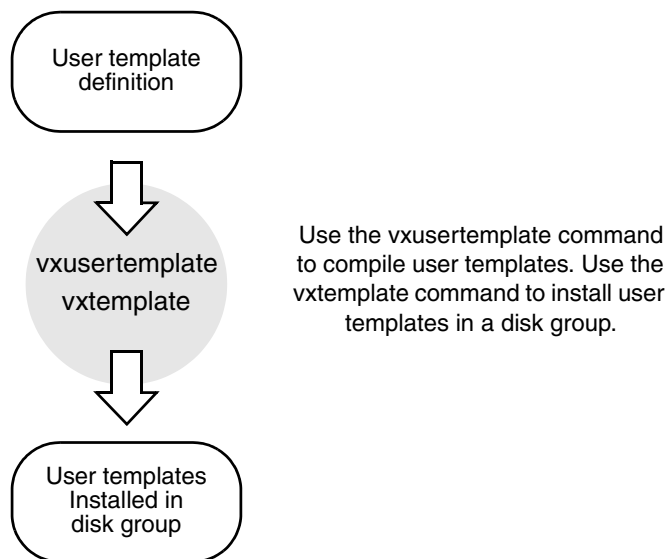 User template
definition
vxusertemplate
vxtemplate
Use the vxusertemplate command
to compile user templates. Use the
vxtemplate command to install user
templates in a disk group.
User templates
Installed in
disk group